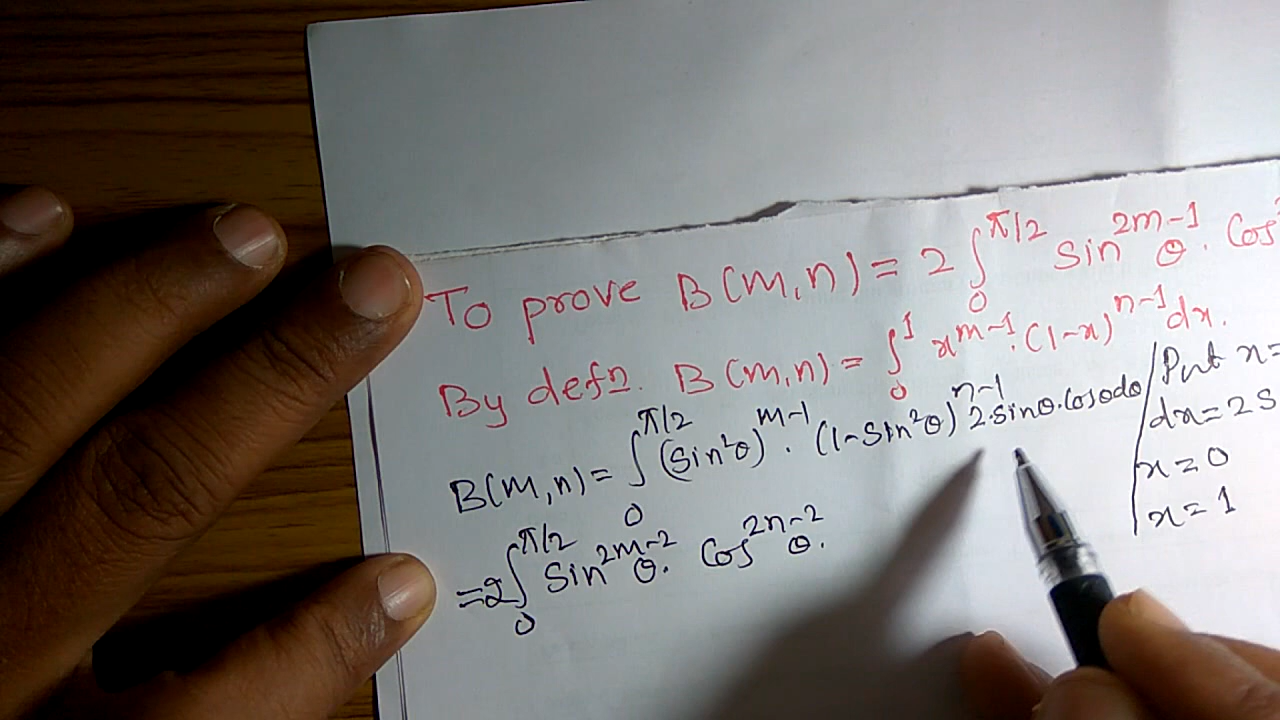 To prove B(m,n) = 2 ∫₀^π/2 sin^2m-1 θ. Cos
By defn. B(m,n) = ∫₀^1 x^m-1. (1-x)^n-1 dx.
B(m,n) = ∫₀^π/2 (sin²θ)^m-1 . (1-sin²θ)^n-1 2.sinθ.cosθdθ
=2∫₀^π/2 sin^2m-2 θ. Cos^2n-2 θ.
Put x=
dx=2s
x=0
x=1